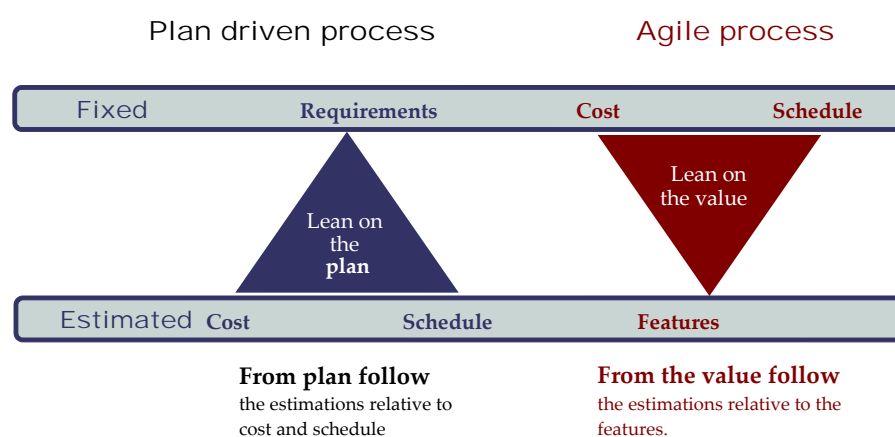 Plan driven process Agile process
Fixed Requirements Cost Schedule
Lean on
the
plan
Lean on
the value
Estimated Cost Schedule Features
From plan follow
the estimations relative to
cost and schedule
From the value follow
the estimations relative to the
features.